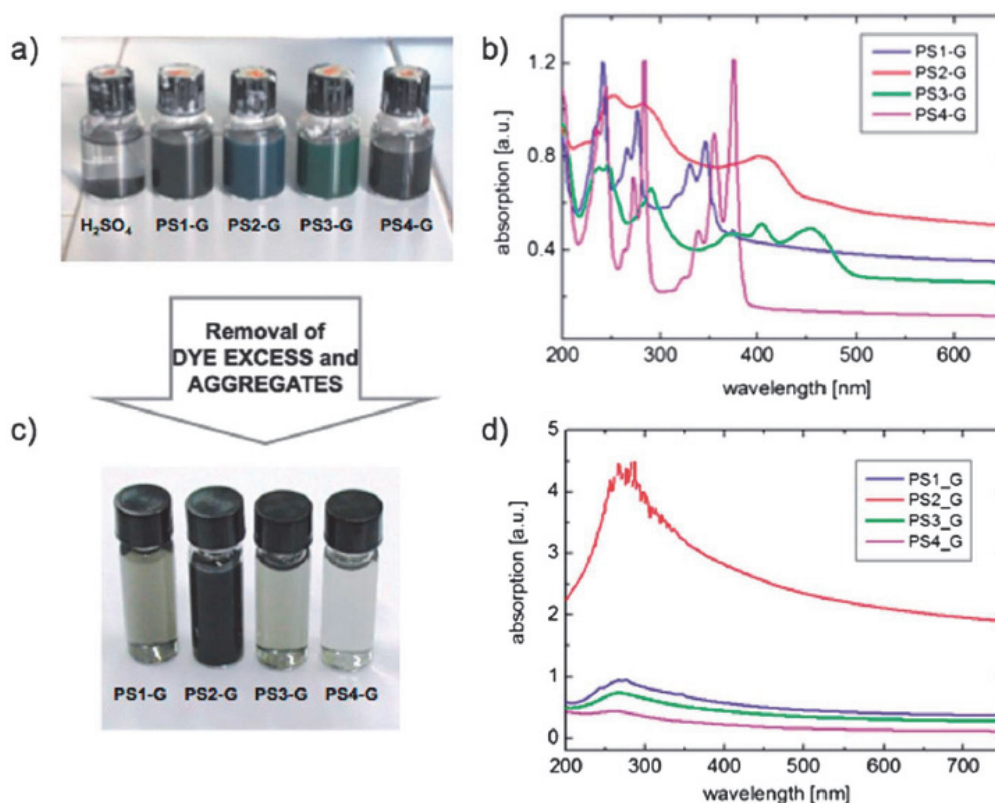 a)
H₂SO₄ PS1-G PS2-G PS3-G PS4-G
Removal of
DYE EXCESS and
AGGREGATES
c)
PS1-G PS2-G PS3-G PS4-G
b)
PS1-G
PS2-G
PS3-G
PS4-G
1.2
0.8
0.4
absorption [a.u.]
200 300 400 500 600
wavelength [nm]
d)
PS1_G
PS2_G
PS3_G
PS4_G
5
4
3
2
1
0
absorption [a.u.]
200 300 400 500 600 700
wavelength [nm]